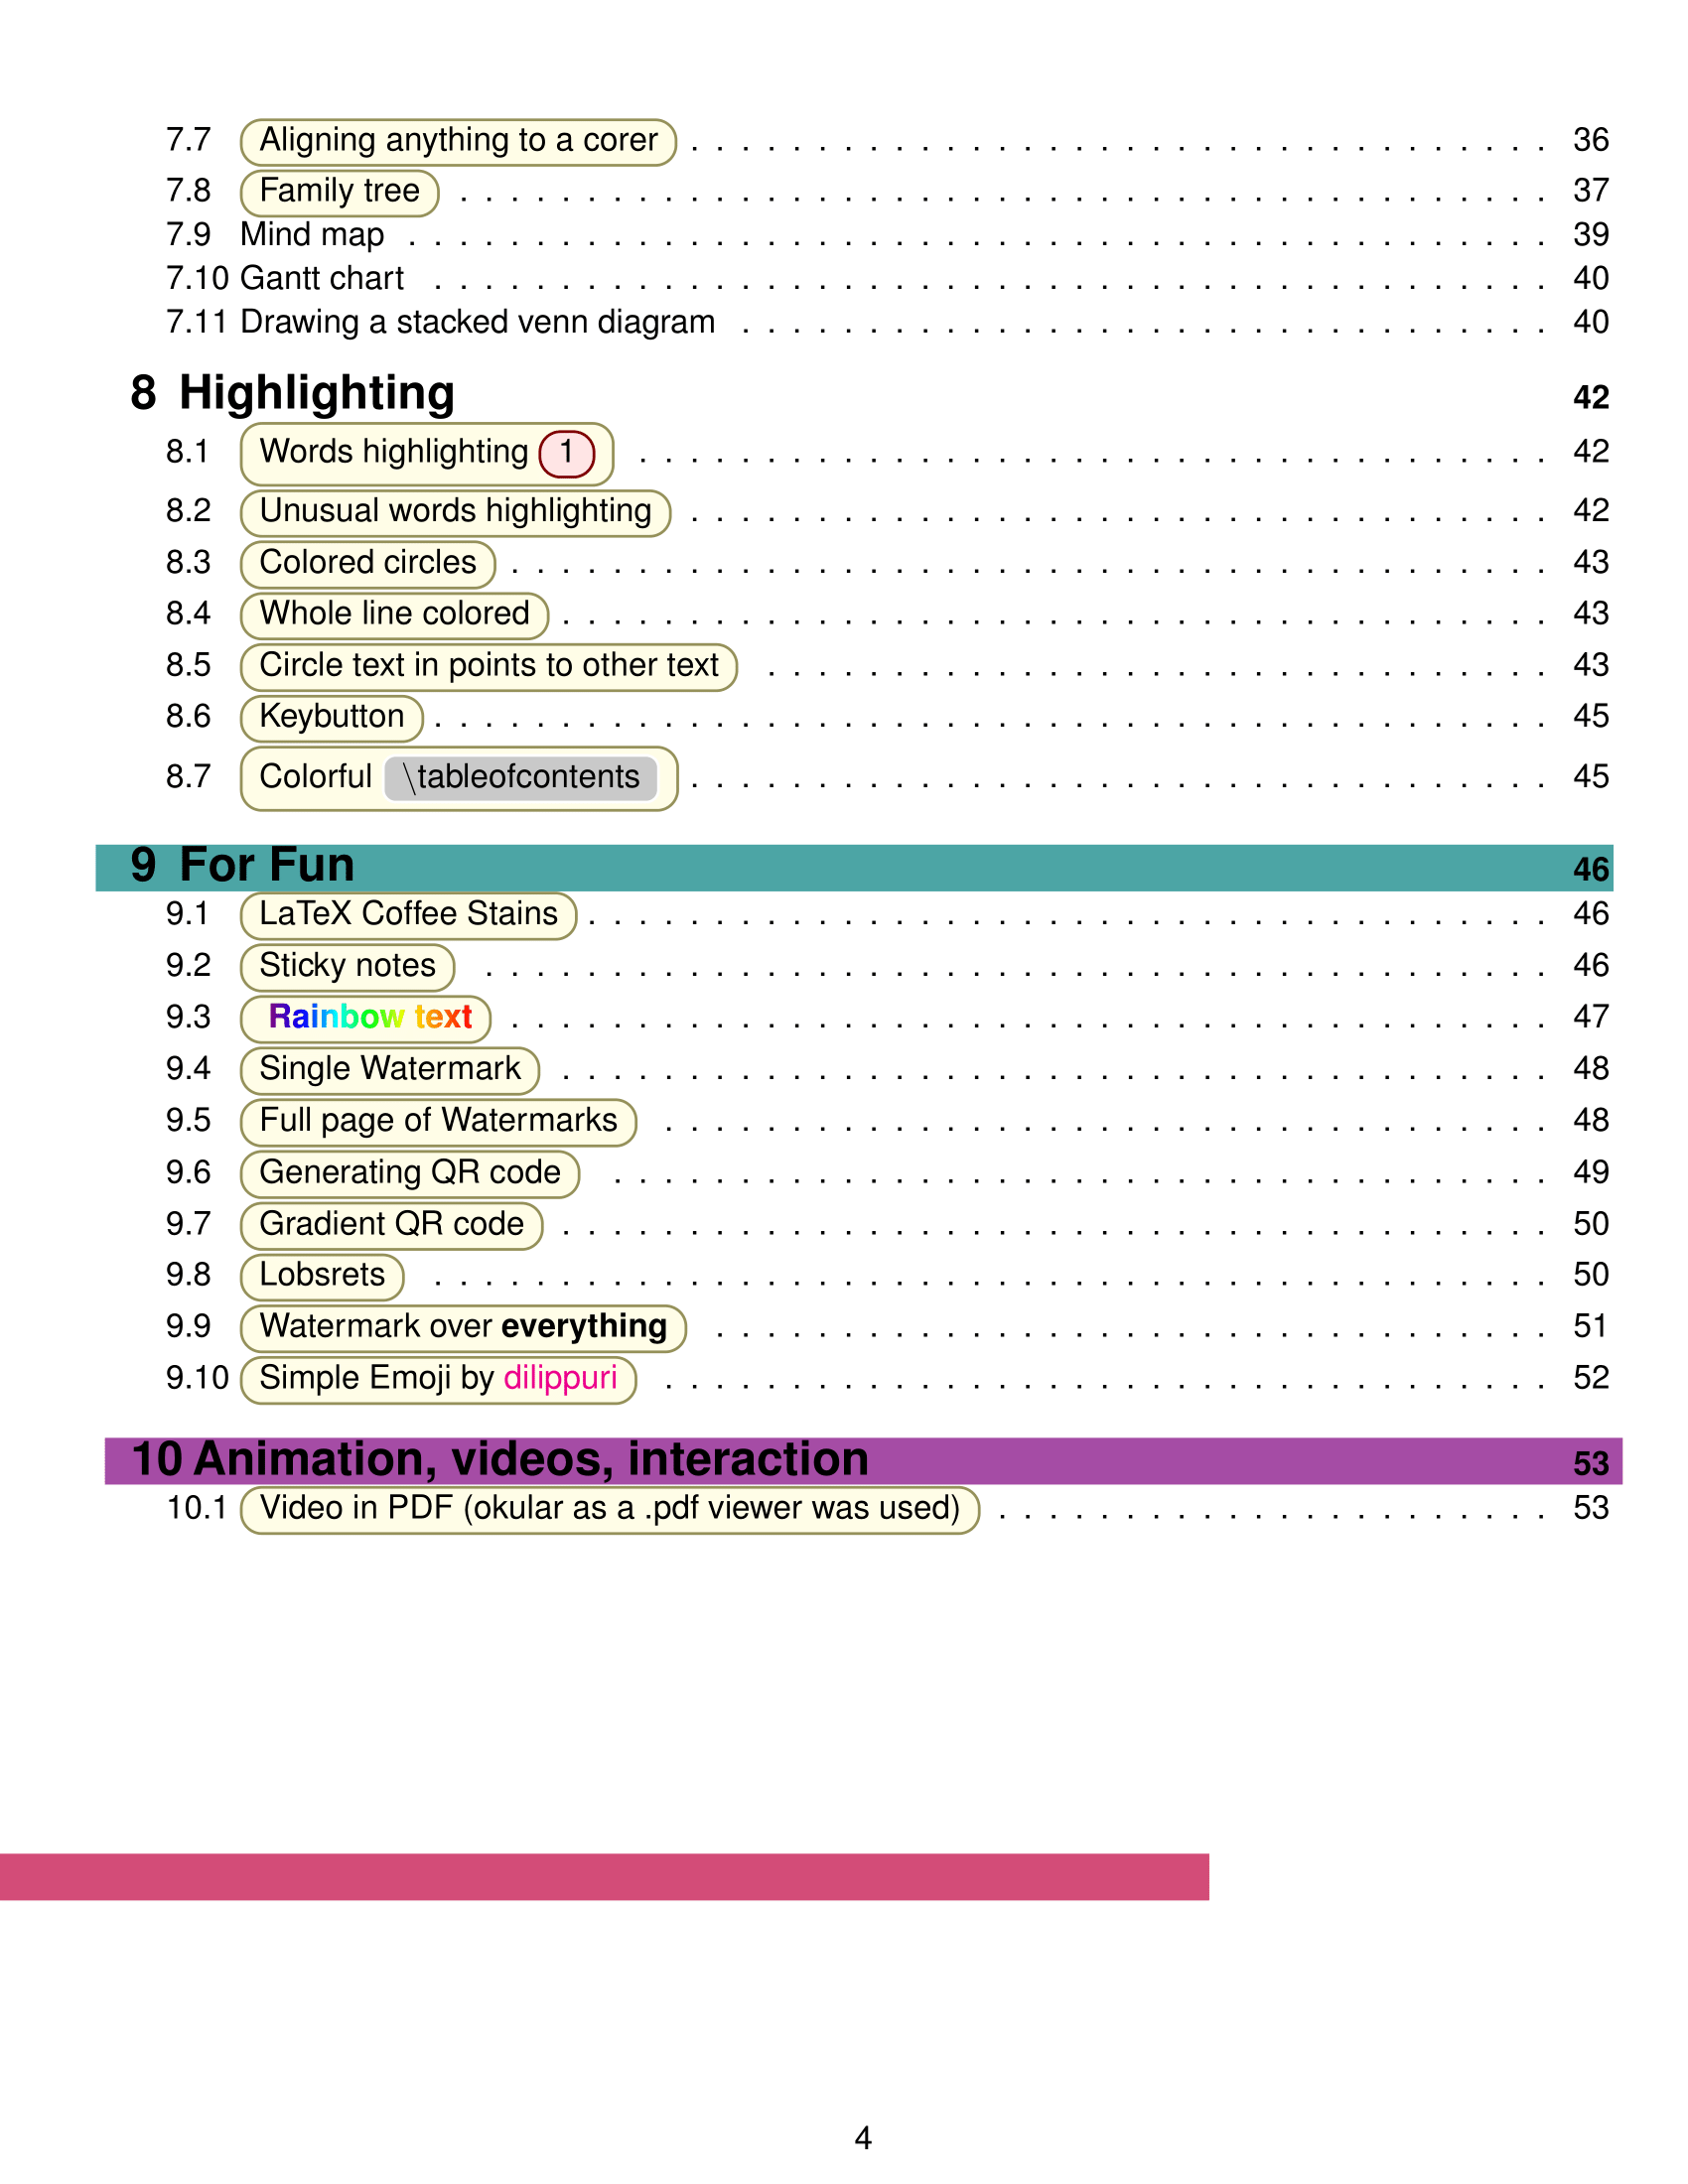 7.7 Aligning anything to a corer . . . . . . . . . . . . . . . . . . . . . . . . . . . . . . . . . . 36
7.8 Family tree . . . . . . . . . . . . . . . . . . . . . . . . . . . . . . . . . . . . . . . . . . . 37
7.9 Mind map . . . . . . . . . . . . . . . . . . . . . . . . . . . . . . . . . . . . . . . . . . . . . 39
7.10 Gantt chart . . . . . . . . . . . . . . . . . . . . . . . . . . . . . . . . . . . . . . . . . . . . 40
7.11 Drawing a stacked venn diagram . . . . . . . . . . . . . . . . . . . . . . . . . . . . . . . . 40
8 Highlighting 42
8.1 Words highlighting 1 . . . . . . . . . . . . . . . . . . . . . . . . . . . . . . . . . . . . 42
8.2 Unusual words highlighting . . . . . . . . . . . . . . . . . . . . . . . . . . . . . . . . . . 42
8.3 Colored circles . . . . . . . . . . . . . . . . . . . . . . . . . . . . . . . . . . . . . . . . . 43
8.4 Whole line colored . . . . . . . . . . . . . . . . . . . . . . . . . . . . . . . . . . . . . . . 43
8.5 Circle text in points to other text . . . . . . . . . . . . . . . . . . . . . . . . . . . . . . . 43
8.6 Keybutton . . . . . . . . . . . . . . . . . . . . . . . . . . . . . . . . . . . . . . . . . . . . 45
8.7 Colorful \tableofcontents . . . . . . . . . . . . . . . . . . . . . . . . . . . . . . . . . . 45
9 For Fun 46
9.1 LaTeX Coffee Stains . . . . . . . . . . . . . . . . . . . . . . . . . . . . . . . . . . . . . . 46
9.2 Sticky notes . . . . . . . . . . . . . . . . . . . . . . . . . . . . . . . . . . . . . . . . . . 46
9.3 Rainbow text . . . . . . . . . . . . . . . . . . . . . . . . . . . . . . . . . . . . . . . . . 47
9.4 Single Watermark . . . . . . . . . . . . . . . . . . . . . . . . . . . . . . . . . . . . . . . 48
9.5 Full page of Watermarks . . . . . . . . . . . . . . . . . . . . . . . . . . . . . . . . . . . 48
9.6 Generating QR code . . . . . . . . . . . . . . . . . . . . . . . . . . . . . . . . . . . . . 49
9.7 Gradient QR code . . . . . . . . . . . . . . . . . . . . . . . . . . . . . . . . . . . . . . . 50
9.8 Lobsrets . . . . . . . . . . . . . . . . . . . . . . . . . . . . . . . . . . . . . . . . . . . . 50
9.9 Watermark over everything . . . . . . . . . . . . . . . . . . . . . . . . . . . . . . . . . 51
9.10 Simple Emoji by dilippuri . . . . . . . . . . . . . . . . . . . . . . . . . . . . . . . . . . . 52
10 Animation, videos, interaction 53
10.1 Video in PDF (okular as a .pdf viewer was used) . . . . . . . . . . . . . . . . . . . . . . 53
4